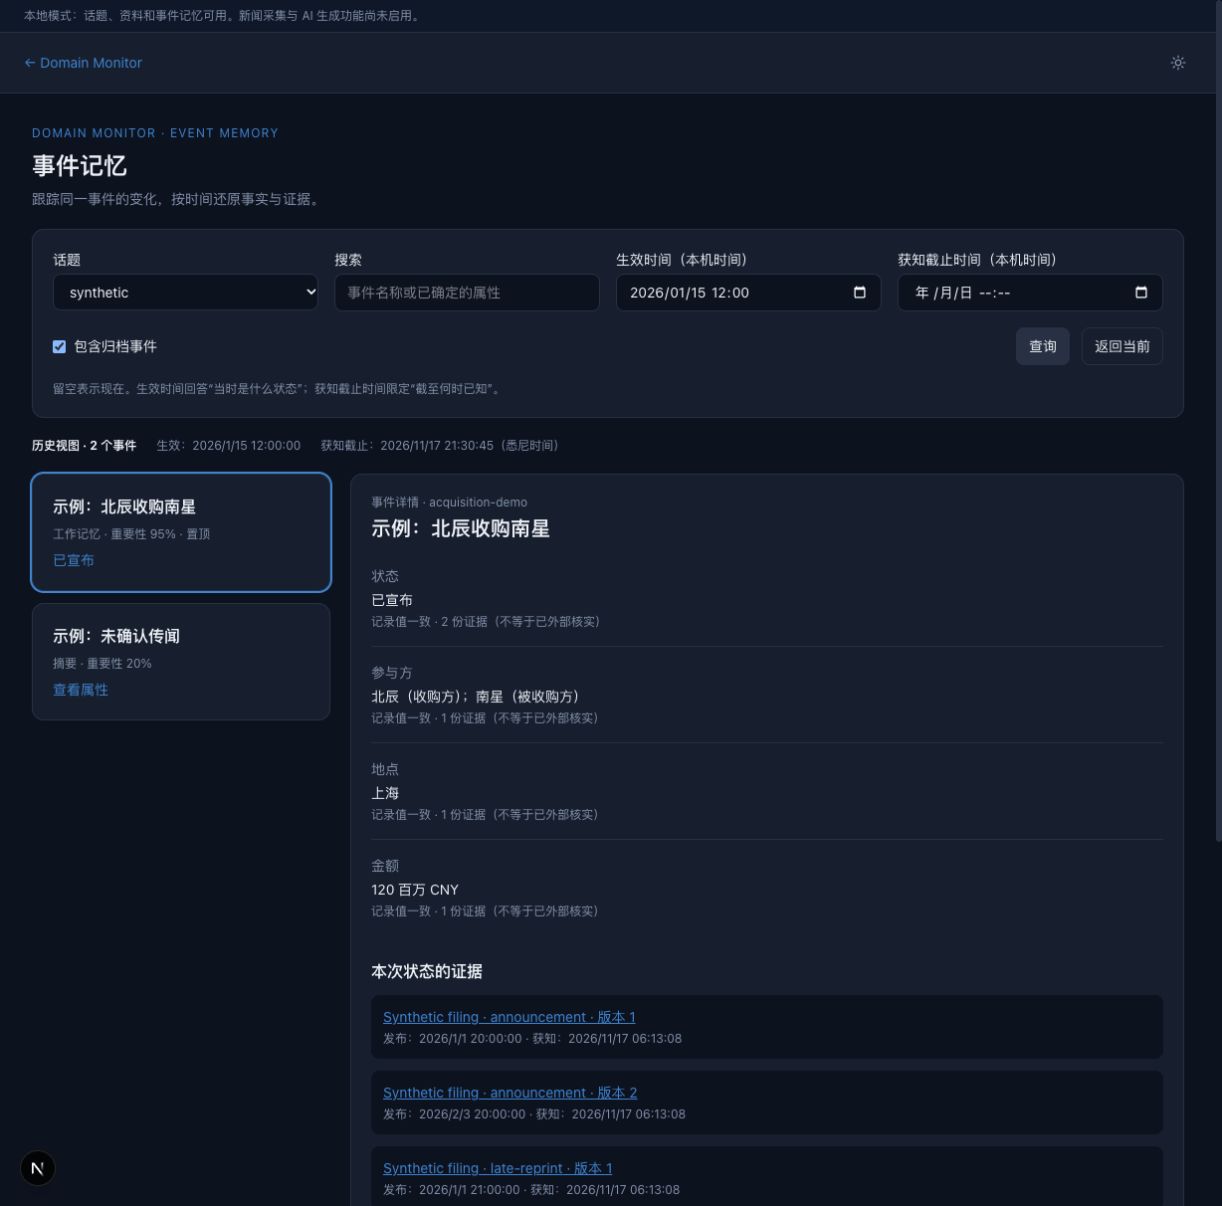 本地模式：话题、资料和事件记忆可用。新闻采集与 AI 生成功能尚未启用。
← Domain Monitor
DOMAIN MONITOR · EVENT MEMORY
事件记忆
跟踪同一事件的变化，按时间还原事实与证据。
话题
搜索
生效时间（本机时间）
获知截止时间（本机时间）
synthetic
事件名称或已确定的属性
2026/01/15 12:00
年 /月/日 --:--
包含归档事件
查询
返回当前
留空表示现在。生效时间回答“当时是什么状态”；获知截止时间限定“截至何时已知”。
历史视图 · 2 个事件 生效：2026/1/15 12:00:00 获知截止：2026/11/17 21:30:45（悉尼时间）
示例：北辰收购南星
工作记忆 · 重要性 95% · 置顶
已宣布
示例：未确认传闻
摘要 · 重要性 20%
查看属性
事件详情 · acquisition-demo
示例：北辰收购南星
状态
已宣布
记录值一致 · 2 份证据（不等于已外部核实）
参与方
北辰（收购方）；南星（被收购方）
记录值一致 · 1 份证据（不等于已外部核实）
地点
上海
记录值一致 · 1 份证据（不等于已外部核实）
金额
120 百万 CNY
记录值一致 · 1 份证据（不等于已外部核实）
本次状态的证据
Synthetic filing · announcement · 版本 1
发布：2026/1/1 20:00:00 · 获知：2026/11/17 06:13:08
Synthetic filing · announcement · 版本 2
发布：2026/2/3 20:00:00 · 获知：2026/11/17 06:13:08
Synthetic filing · late-reprint · 版本 1
发布：2026/1/1 21:00:00 · 获知：2026/11/17 06:13:08
N